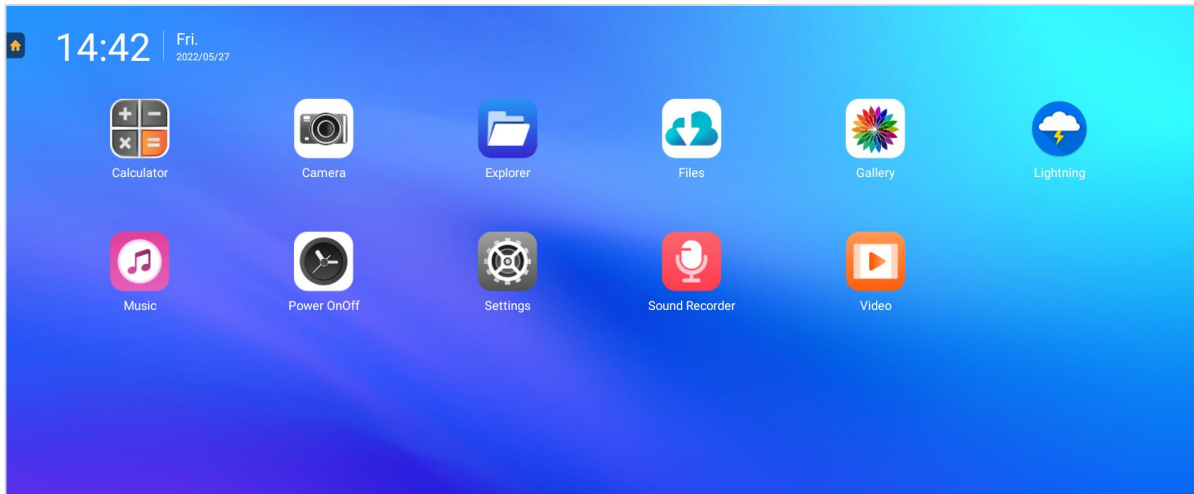 14:42
Fri.
2022/05/27
Calculator
Camera
Explorer
Files
Gallery
Lightning
Music
Power OnOff
Settings
Sound Recorder
Video